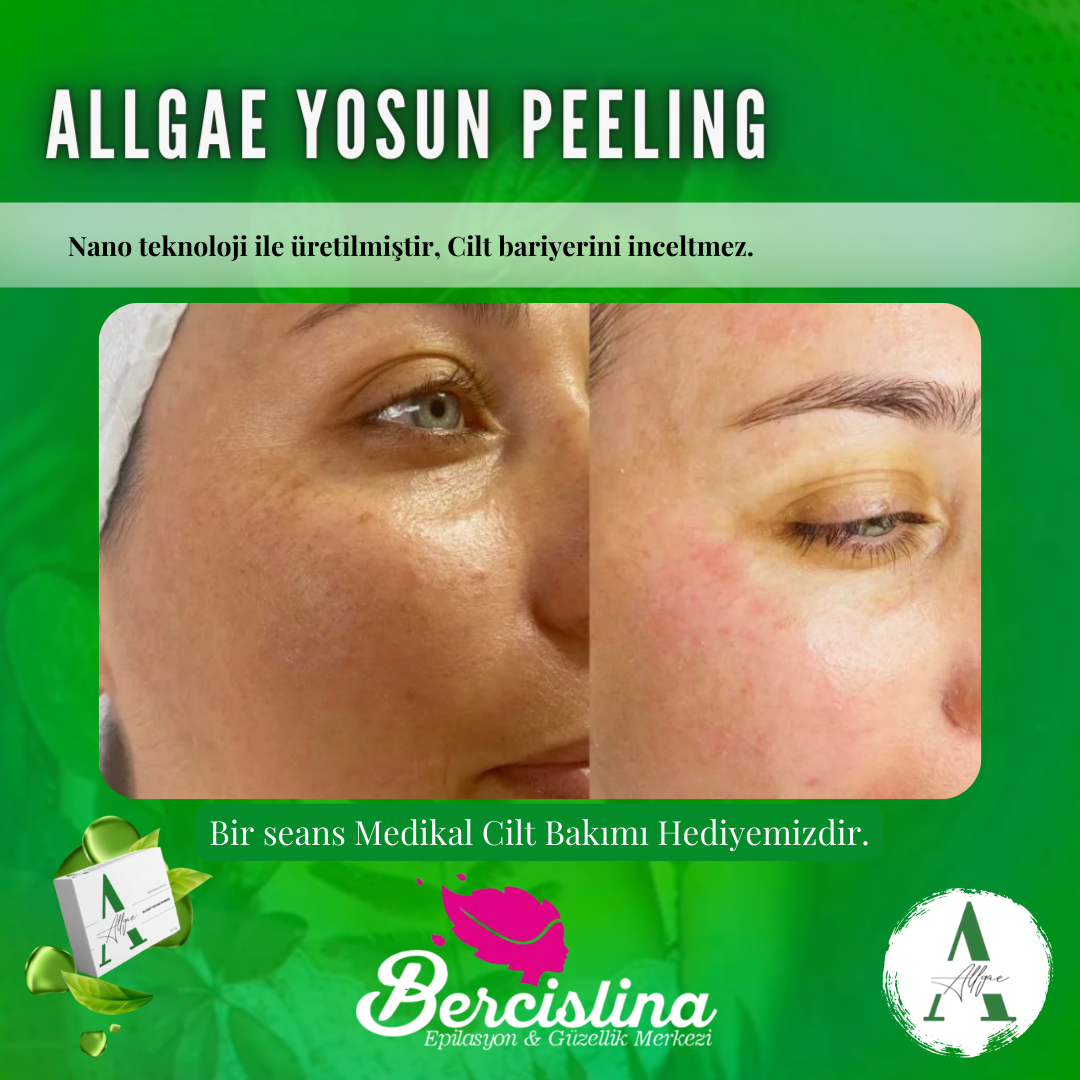 ALLGAE YOSUN PEELING
Nano teknoloji ile üretilmiştir, Cilt bariyerini inceltmez.
Bir seans Medikal Cilt Bakımı Hediyemizdir.
A
Allgae
Bercislina
Epilasyon & Güzellik Merkezi
A
Allgae